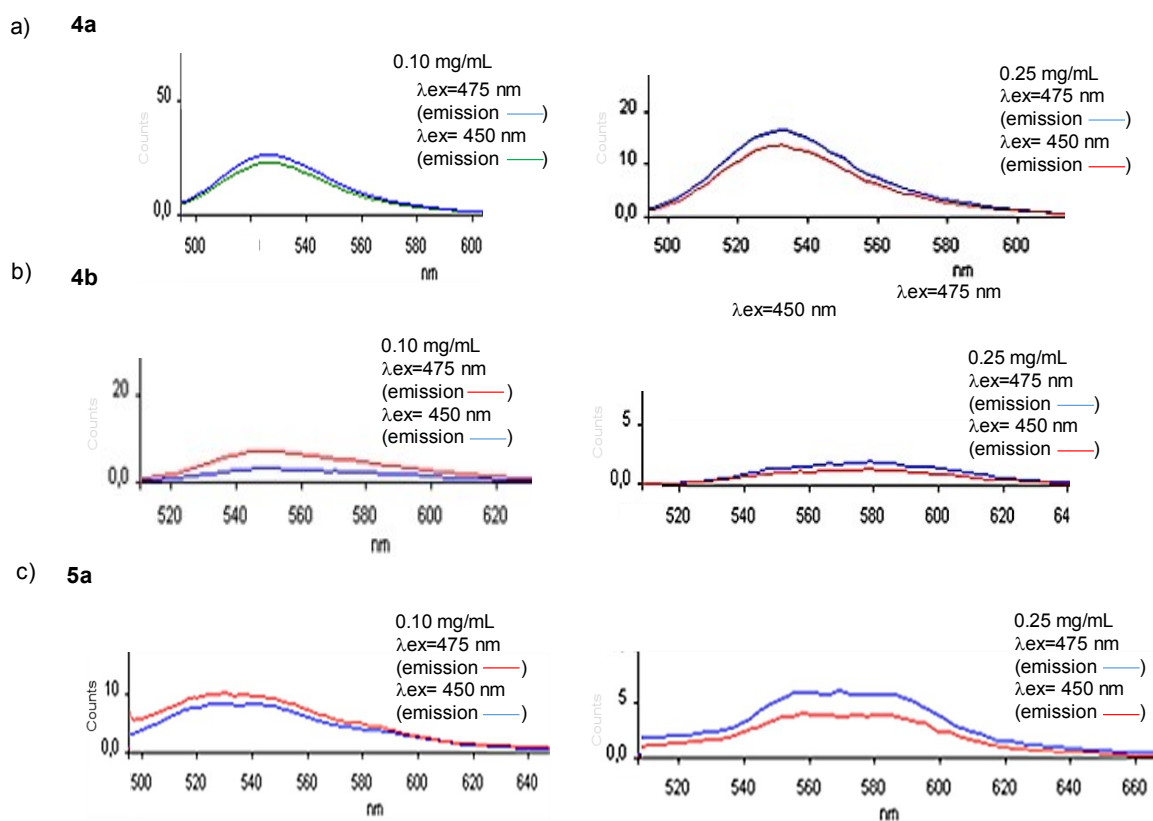 a) 4a
0.10 mg/mL
λex=475 nm
(emission ——)
λex= 450 nm
(emission ——)
50
0,0
Counts
500 540 560 580 600
nm
0.25 mg/mL
λex=475 nm
(emission ——)
λex= 450 nm
(emission ——)
20
10
0,0
Counts
500 520 540 560 580 600
nm
λex=475 nm
λex=450 nm
b) 4b
0.10 mg/mL
λex=475 nm
(emission ——)
λex= 450 nm
(emission ——)
20
0,0
Counts
520 540 560 580 600 620
nm
0.25 mg/mL
λex=475 nm
(emission ——)
λex= 450 nm
(emission ——)
5
0,0
Counts
520 540 560 580 600 620 64
nm
c) 5a
0.10 mg/mL
λex=475 nm
(emission ——)
λex= 450 nm
(emission ——)
10
0,0
Counts
500 520 540 560 580 600 620 640
nm
0.25 mg/mL
λex=475 nm
(emission ——)
λex= 450 nm
(emission ——)
5
0,0
Counts
520 540 560 580 600 620 640 660
nm